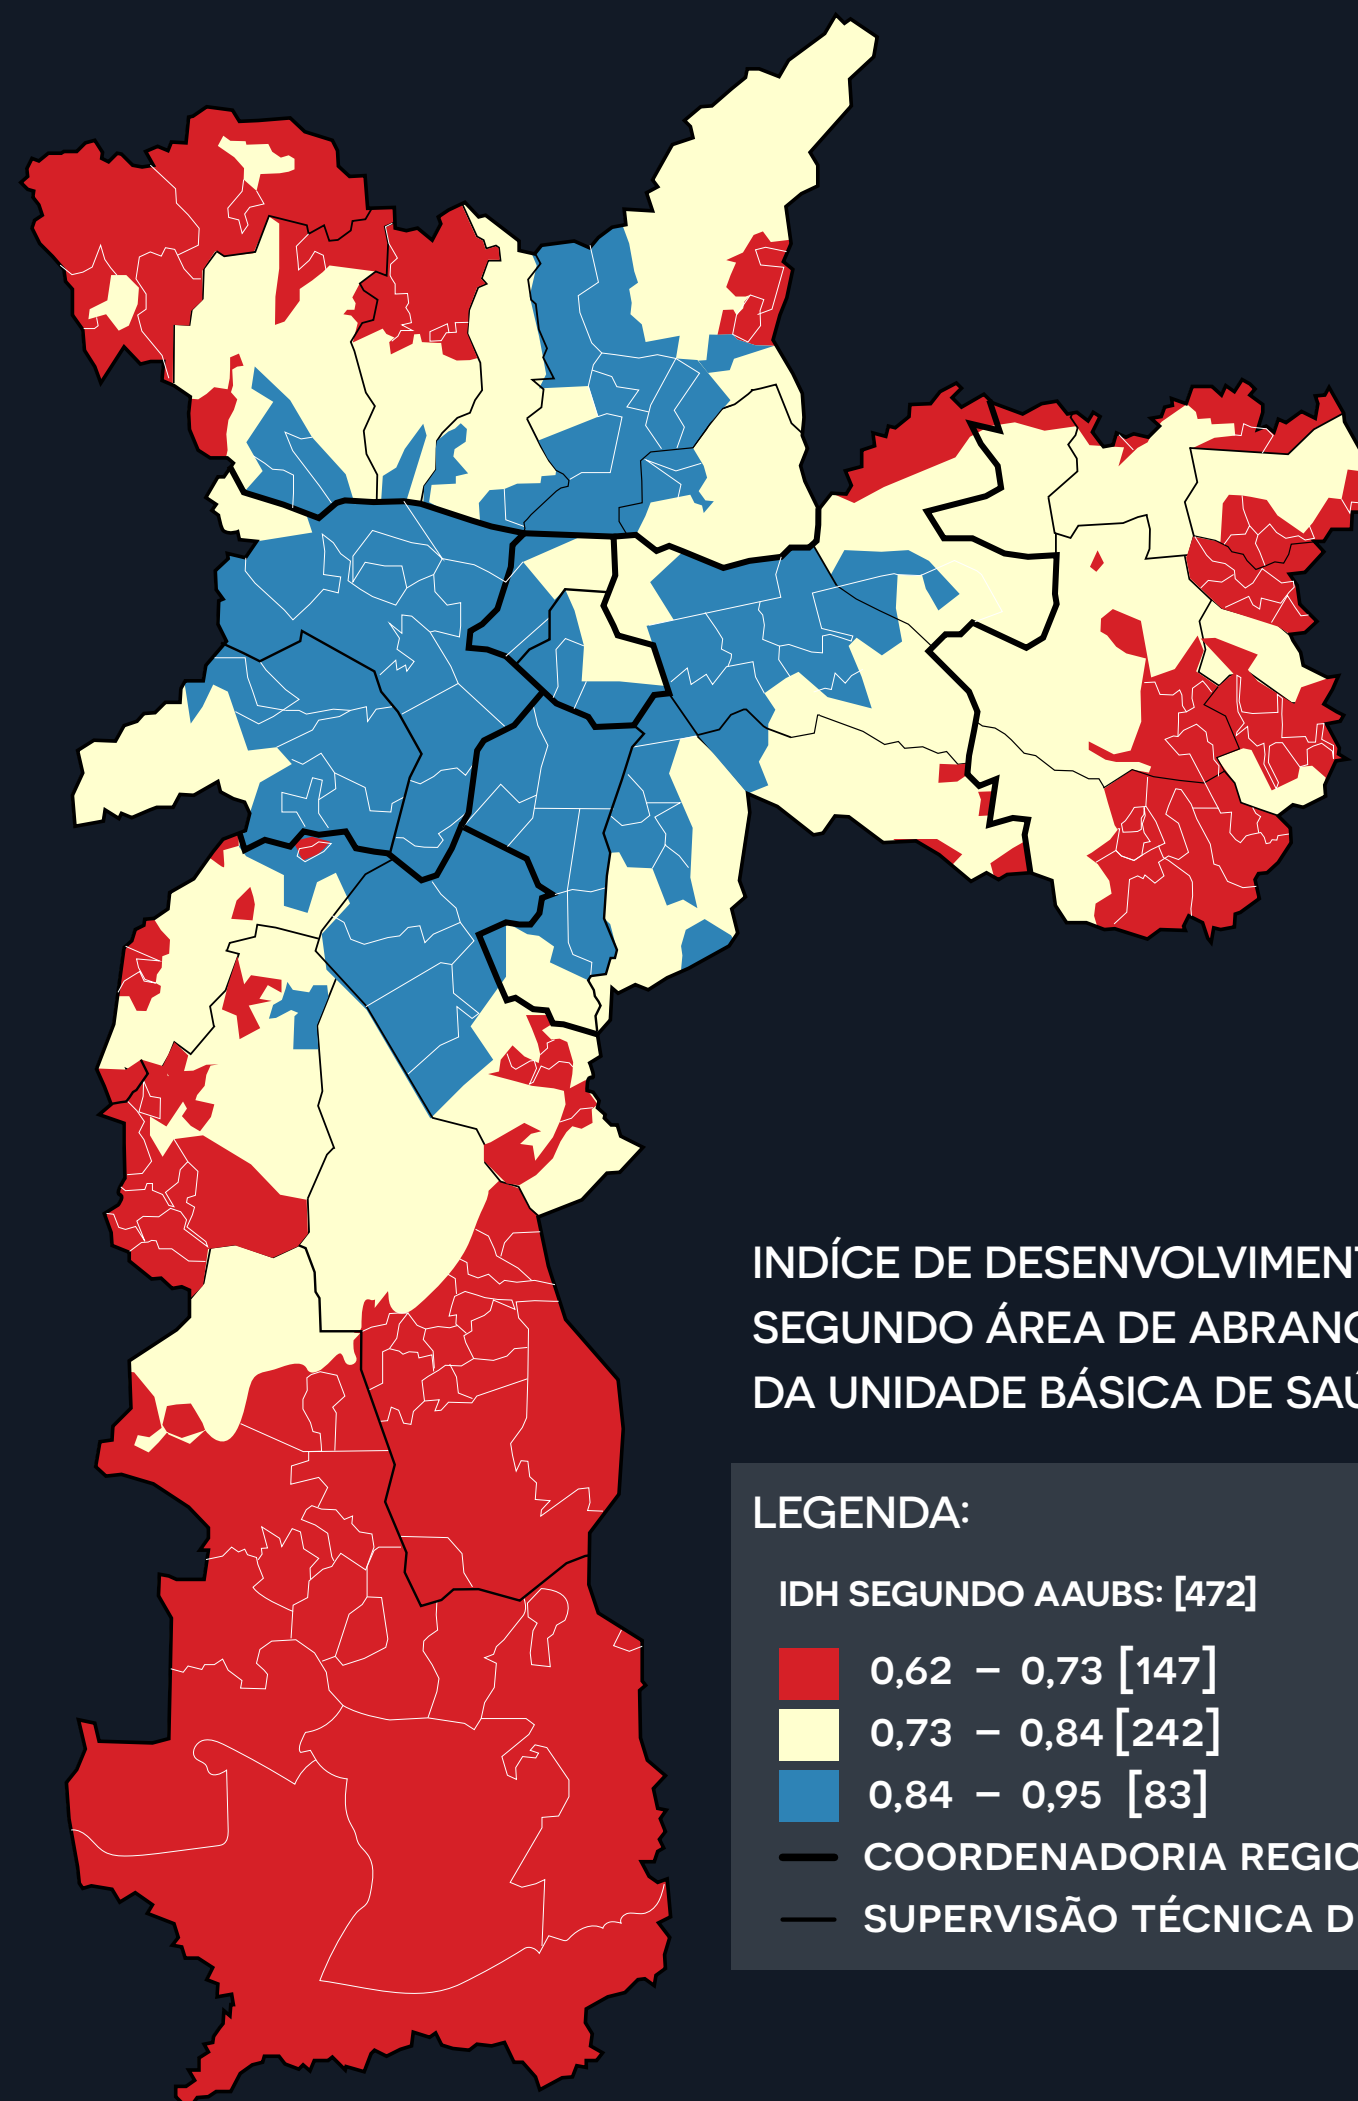 INDÍCE DE DESENVOLVIMEN
SEGUNDO ÁREA DE ABRANG
DA UNIDADE BÁSICA DE SAÚ
LEGENDA:
IDH SEGUNDO AAUBS: [472]
0,62 – 0,73 [147]
0,73 – 0,84 [242]
0,84 – 0,95 [83]
COORDENADORIA REGIO
SUPERVISÃO TÉCNICA D